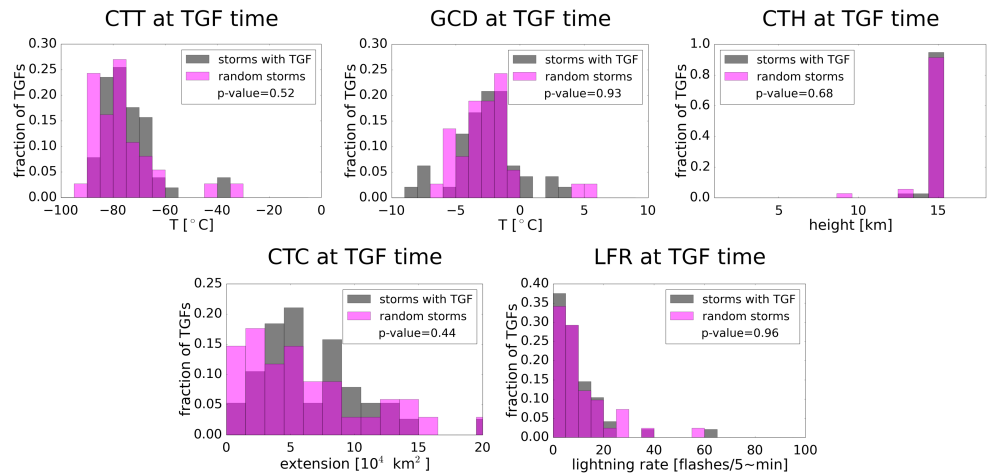 CTT at TGF time
GCD at TGF time
CTH at TGF time
fraction of TGFs
0.30
0.25
0.20
0.15
0.10
0.05
0.00
storms with TGF
random storms
p-value=0.52
−100
−80
−60
−40
−20
0
T [°C]
fraction of TGFs
0.30
0.25
0.20
0.15
0.10
0.05
0.00
storms with TGF
random storms
p-value=0.93
−10
−5
0
5
10
T [°C]
fraction of TGFs
1.0
0.8
0.6
0.4
0.2
0.0
storms with TGF
random storms
p-value=0.68
5
10
15
height [km]
CTC at TGF time
LFR at TGF time
fraction of TGFs
0.25
0.20
0.15
0.10
0.05
0.00
storms with TGF
random storms
p-value=0.44
0
5
10
15
20
extension [10⁴ km²]
fraction of TGFs
0.40
0.35
0.30
0.25
0.20
0.15
0.10
0.05
0.00
storms with TGF
random storms
p-value=0.96
0
20
40
60
80
100
lightning rate [flashes/5~min]